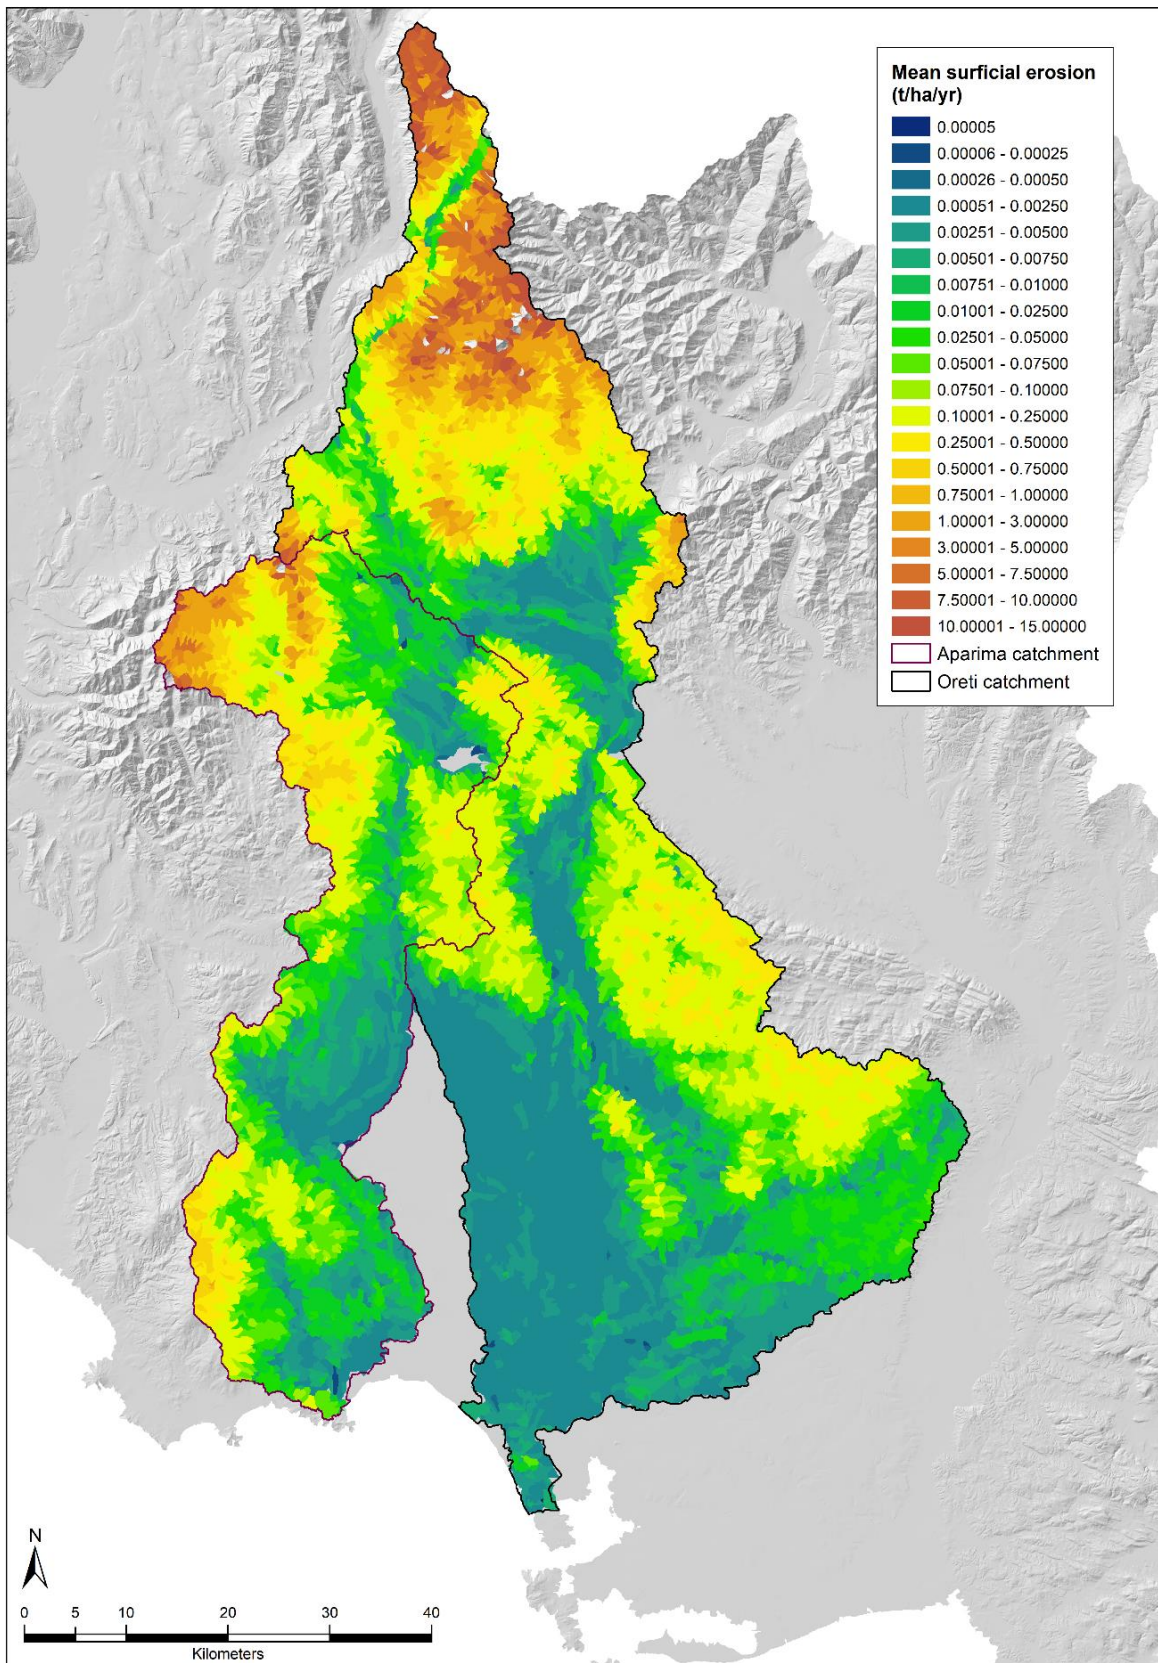 Mean surficial erosion
(t/ha/yr)
0.00005
0.00006 - 0.00025
0.00026 - 0.00050
0.00051 - 0.00250
0.00251 - 0.00500
0.00501 - 0.00750
0.00751 - 0.01000
0.01001 - 0.02500
0.02501 - 0.05000
0.05001 - 0.07500
0.07501 - 0.10000
0.10001 - 0.25000
0.25001 - 0.50000
0.50001 - 0.75000
0.75001 - 1.00000
1.00001 - 3.00000
3.00001 - 5.00000
5.00001 - 7.50000
7.50001 - 10.00000
10.00001 - 15.00000
Aparima catchment
Oreti catchment
N
0 5 10 20 30 40
Kilometers